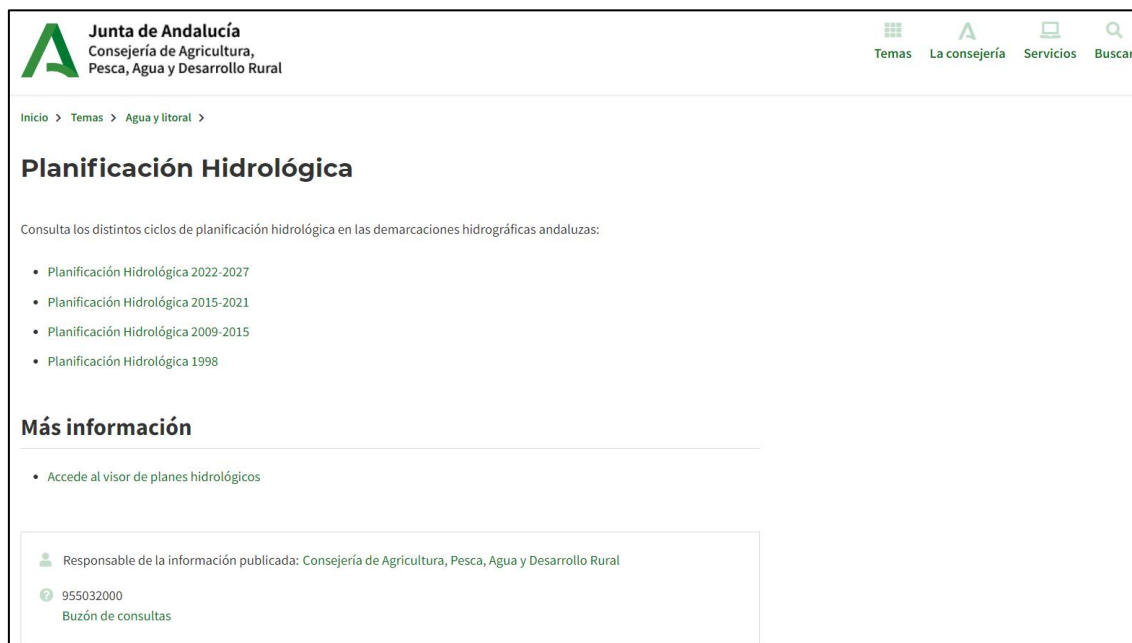 Junta de Andalucía
Consejería de Agricultura,
Pesca, Agua y Desarrollo Rural
Temas
La consejería
Servicios
Buscar
Inicio > Temas > Agua y litoral >
Planificación Hidrológica
Consulta los distintos ciclos de planificación hidrológica en las demarcaciones hidrográficas andaluzas:
• Planificación Hidrológica 2022-2027
• Planificación Hidrológica 2015-2021
• Planificación Hidrológica 2009-2015
• Planificación Hidrológica 1998
Más información
• Accede al visor de planes hidrológicos
Responsable de la información publicada: Consejería de Agricultura, Pesca, Agua y Desarrollo Rural
955032000
Buzón de consultas